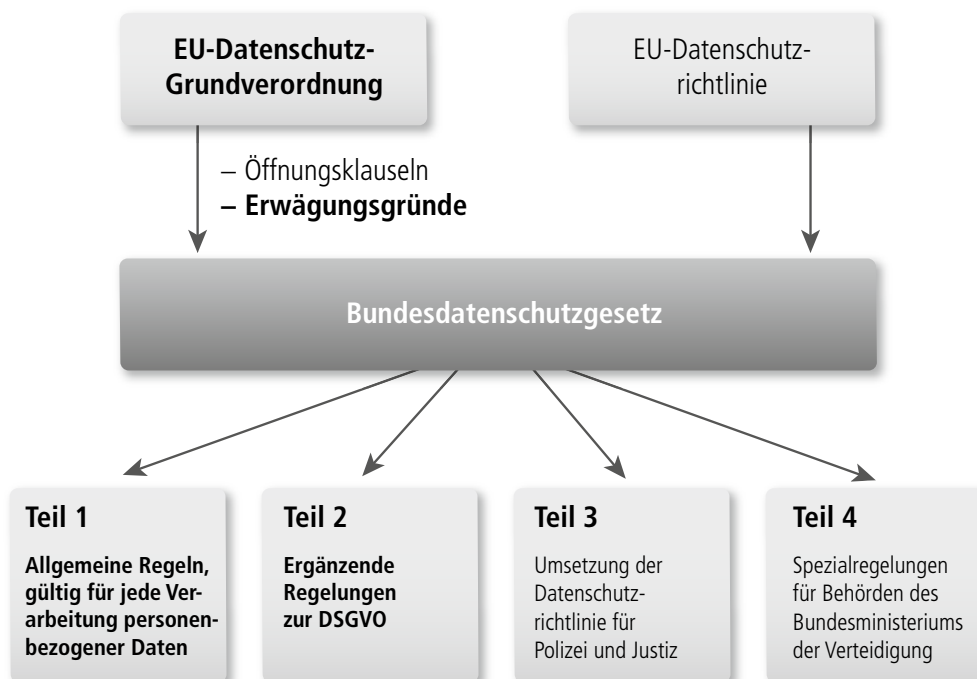 EU-Datenschutz-
Grundverordnung
EU-Datenschutz-
richtlinie
– Öffnungsklauseln
– Erwägungsgründe
Bundesdatenschutzgesetz
Teil 1
Allgemeine Regeln,
gültig für jede Ver-
arbeitung personen-
bezogener Daten
Teil 2
Ergänzende
Regelungen
zur DSGVO
Teil 3
Umsetzung der
Datenschutz-
richtlinie für
Polizei und Justiz
Teil 4
Spezialregelungen
für Behörden des
Bundesministeriums
der Verteidigung